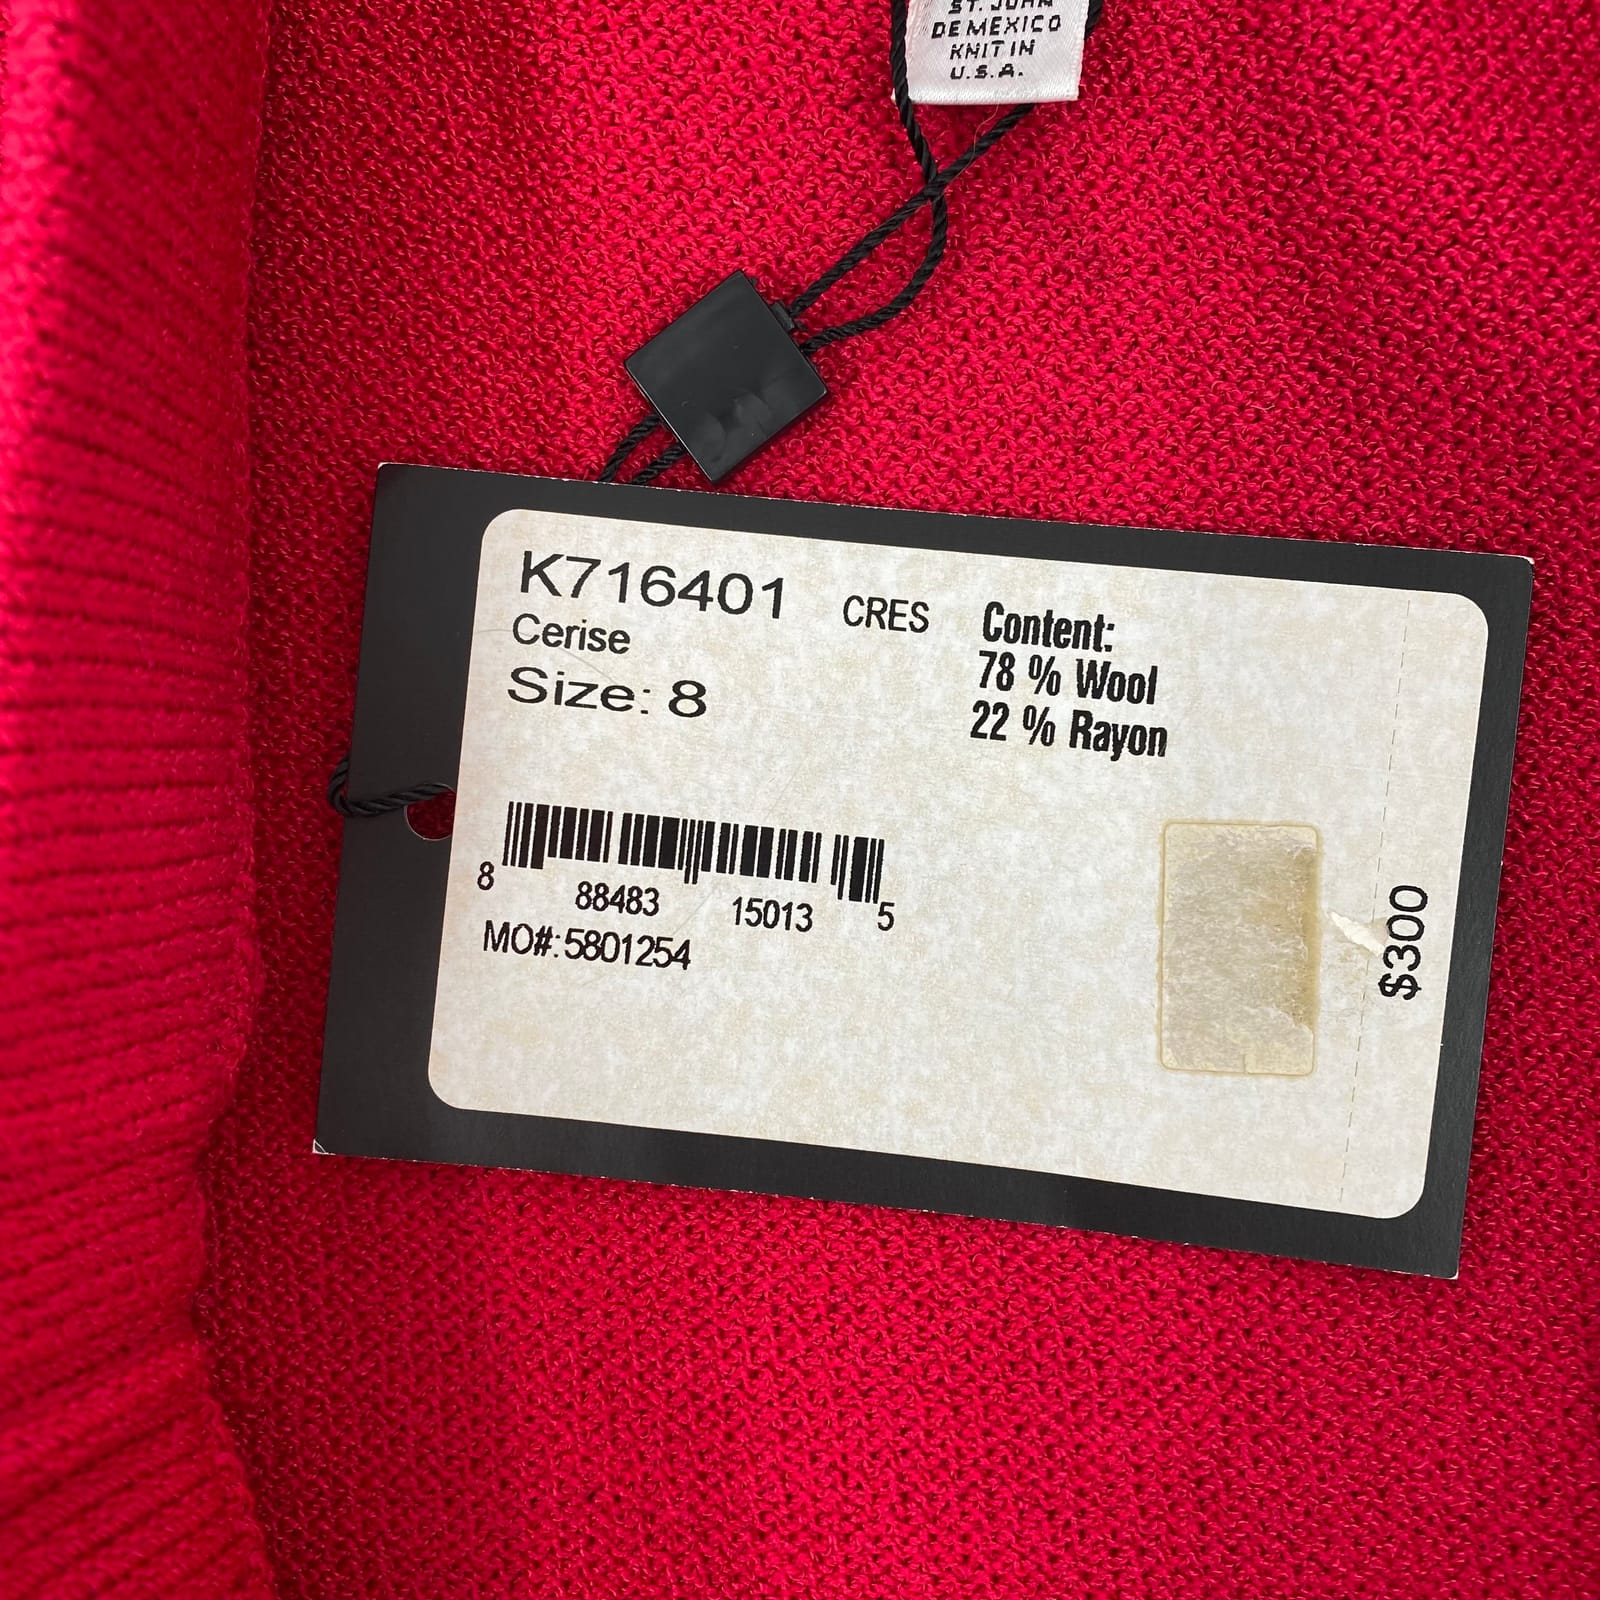 ST. JOHN
DE MEXICO
KNIT IN
U.S.A.
K716401 CRES
Cerise
Size: 8
Content:
78 % Wool
22 % Rayon
8 88483 15013 5
MO#:5801254
$300